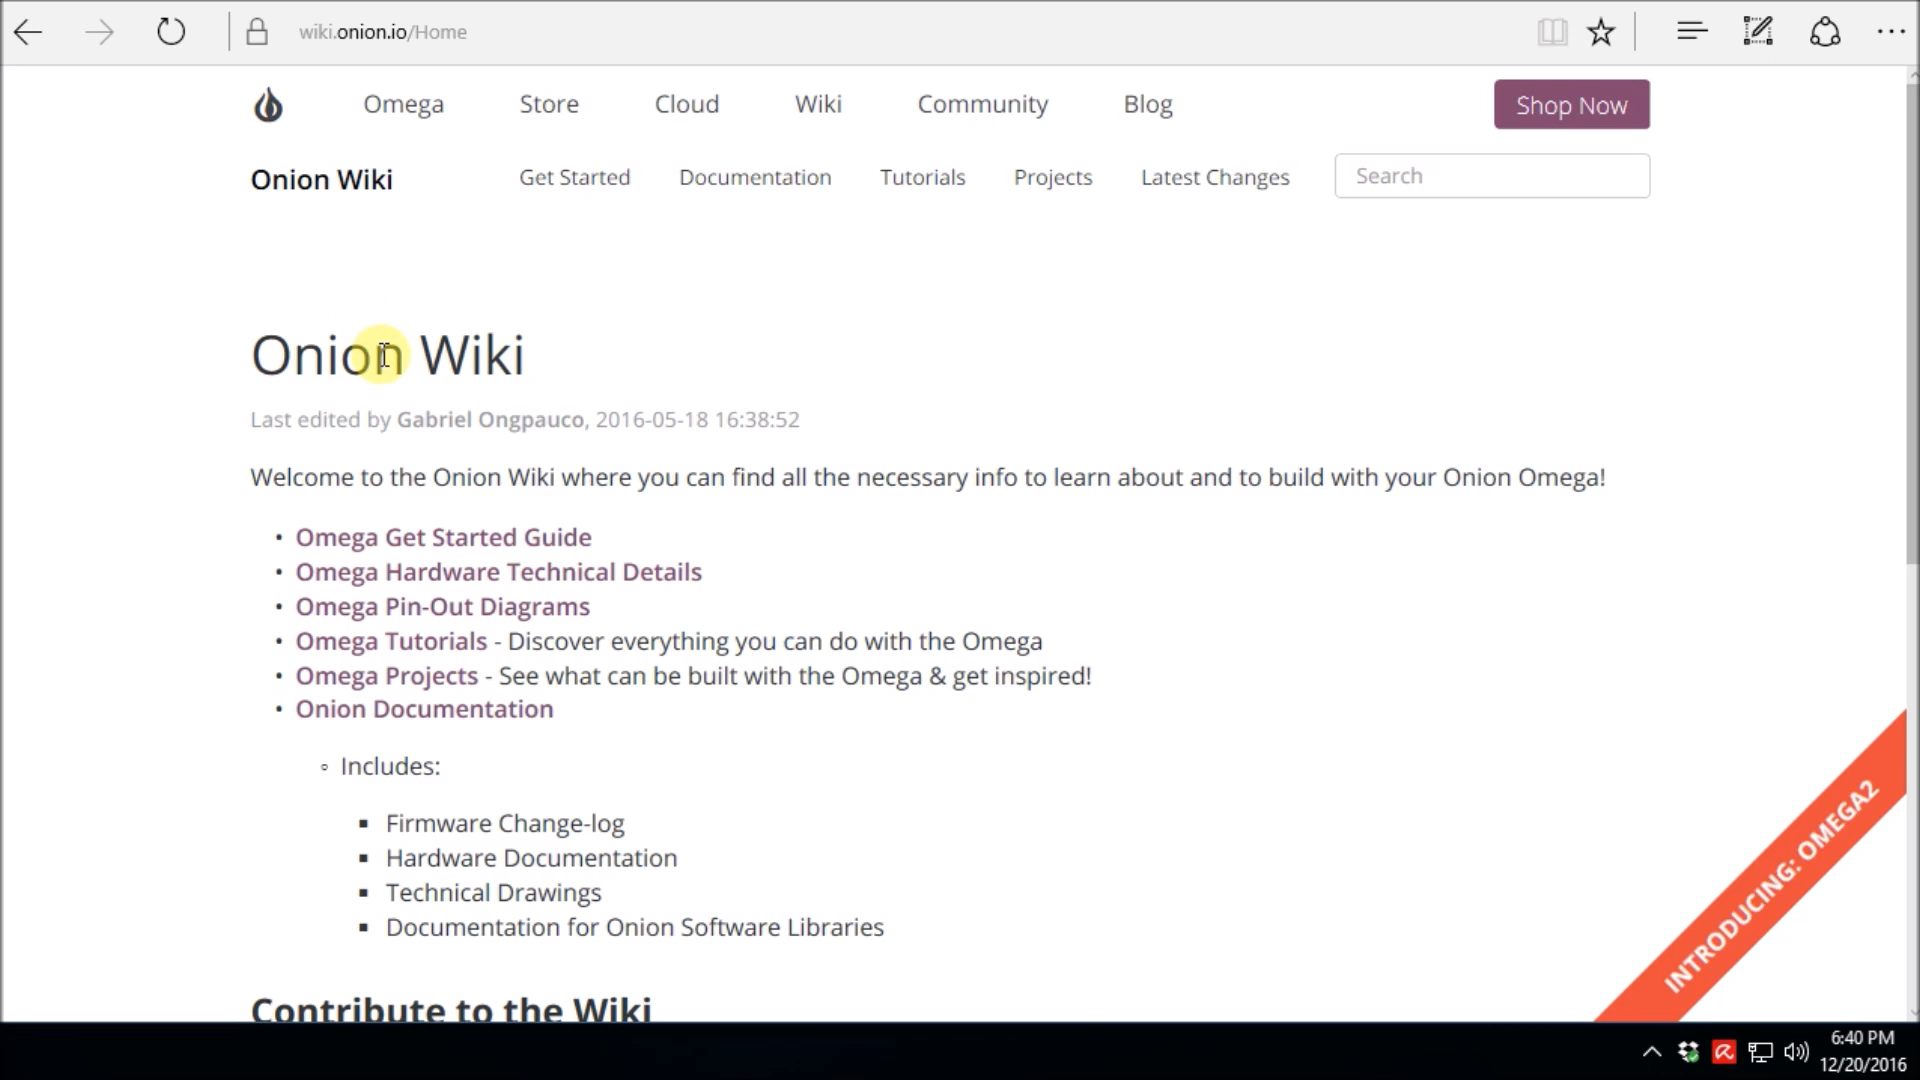 wiki.onion.io/Home
Omega Store Cloud Wiki Community Blog Shop Now
Onion Wiki Get Started Documentation Tutorials Projects Latest Changes Search
Onion Wiki
Last edited by Gabriel Ongpauco, 2016-05-18 16:38:52
Welcome to the Onion Wiki where you can find all the necessary info to learn about and to build with your Onion Omega!
• Omega Get Started Guide
• Omega Hardware Technical Details
• Omega Pin-Out Diagrams
• Omega Tutorials - Discover everything you can do with the Omega
• Omega Projects - See what can be built with the Omega & get inspired!
• Onion Documentation
◦ Includes:
▪ Firmware Change-log
▪ Hardware Documentation
▪ Technical Drawings
▪ Documentation for Onion Software Libraries
Contribute to the Wiki
INTRODUCING: OMEGA2
6:40 PM
12/20/2016